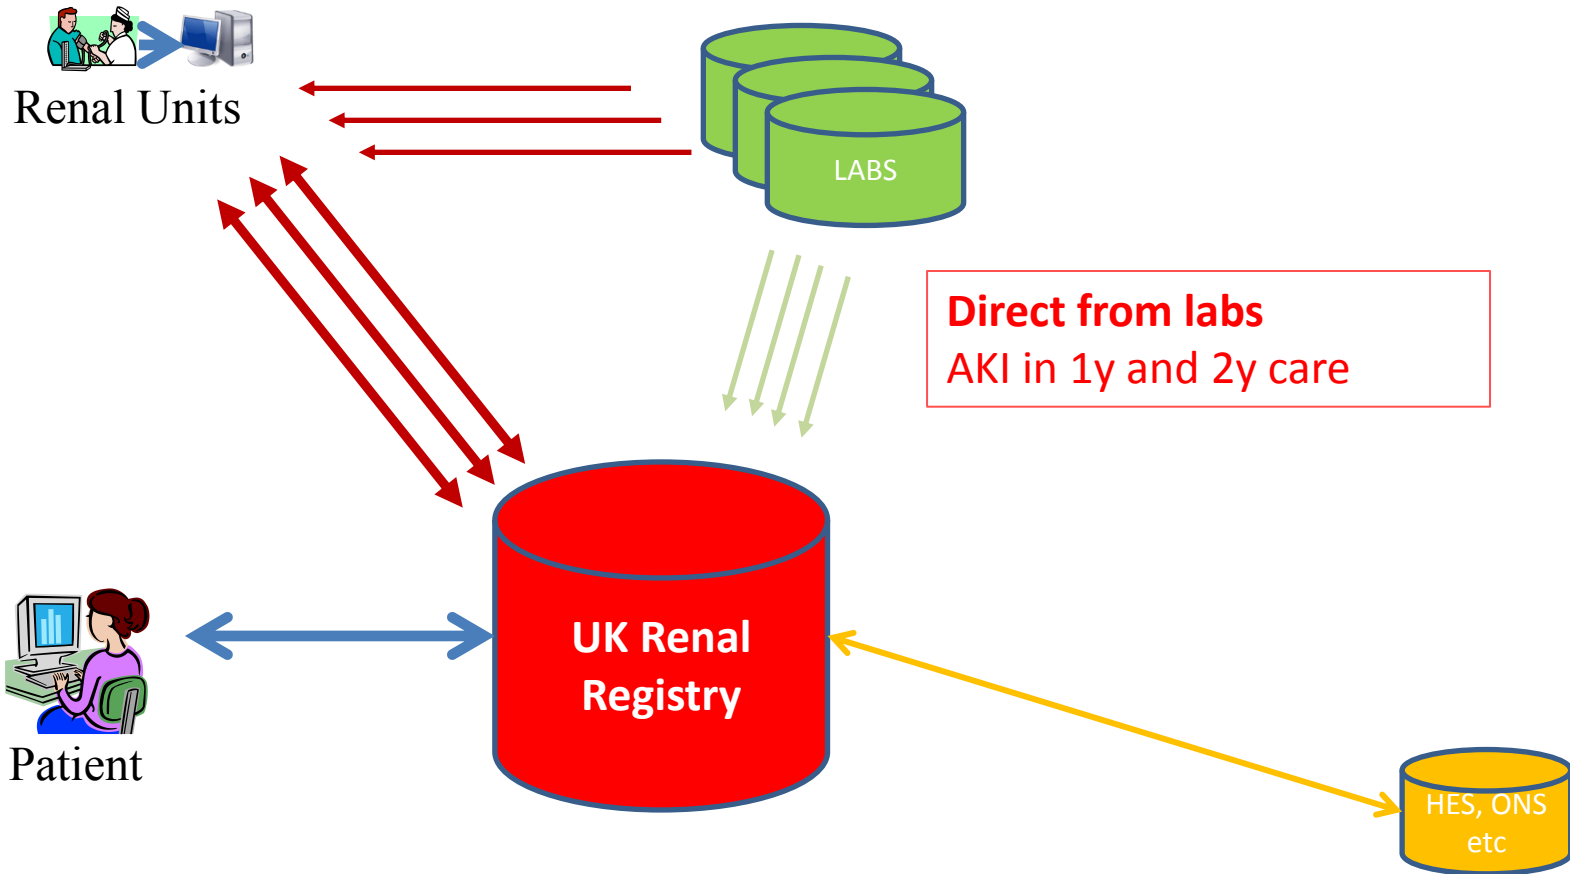 Renal Units
LABS
Direct from labs
AKI in 1y and 2y care
UK Renal
Registry
Patient
HES, ONS
etc